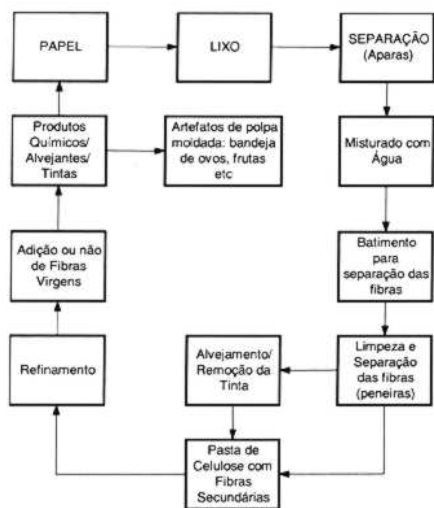 PAPEL
LIXO
SEPARAÇÃO
(Aparas)
Produtos
Químicos/
Alvejantes/
Tintas
Artefatos de polpa
moldada: bandeja
de ovos, frutas
etc
Misturado com
Água
Adição ou não
de Fibras
Virgens
Batimento
para
separação das
fibras
Refinamento
Alvejamento/
Remoção da
Tinta
Limpeza e
Separação
das fibras
(peneiras)
Pasta de
Celulose com
Fibras
Secundárias